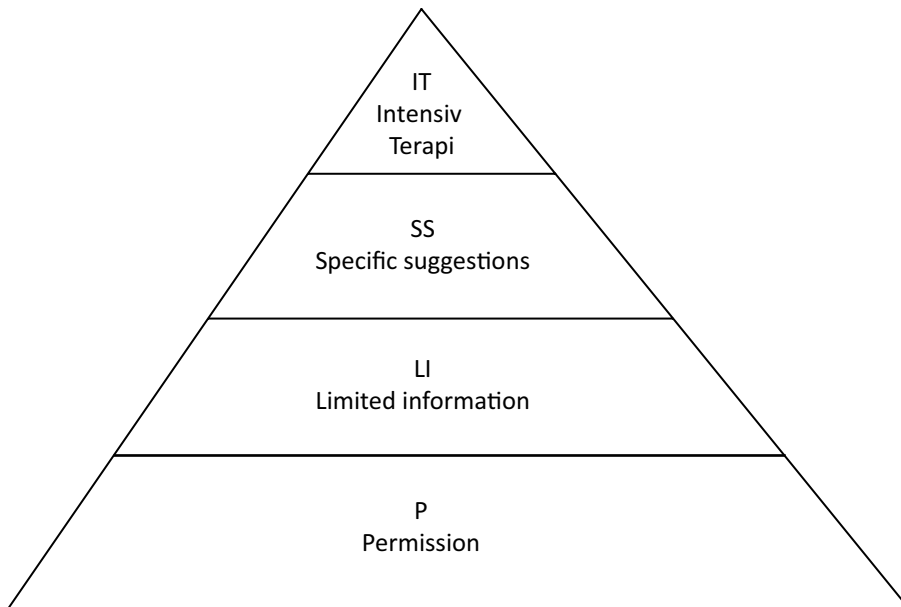 IT
Intensiv
Terapi
SS
Specific suggestions
LI
Limited information
P
Permission